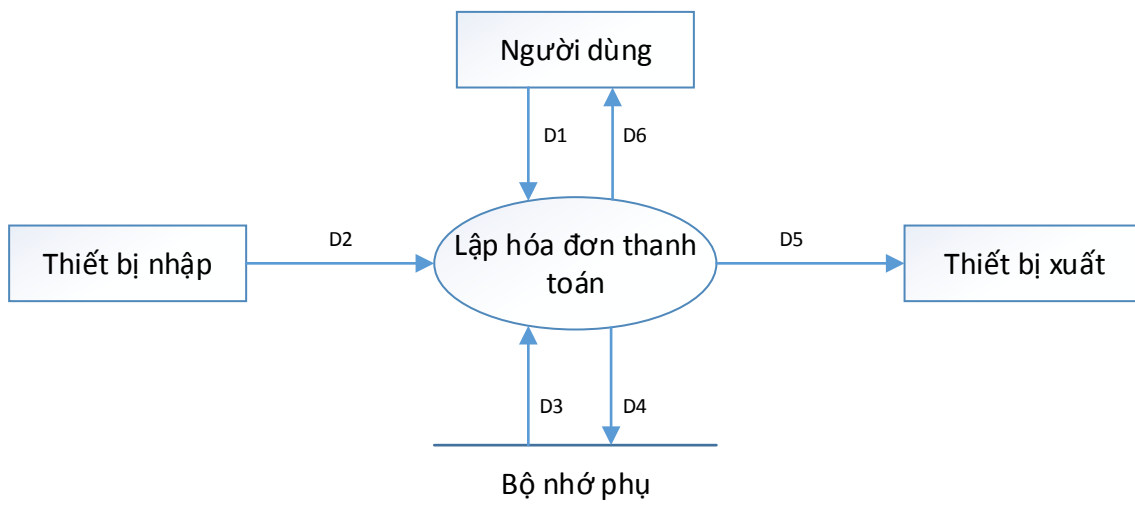 Người dùng
D1
D6
Thiết bị nhập
D2
Lập hóa đơn thanh
toán
D5
Thiết bị xuất
D3
D4
Bộ nhớ phụ